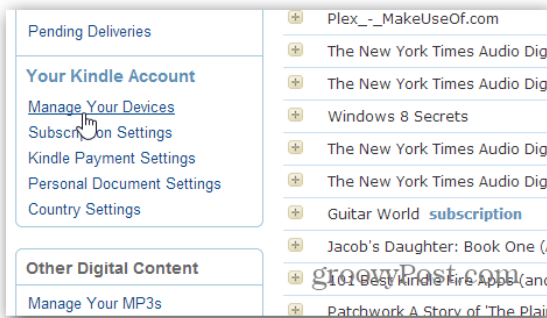 Pending Deliveries
Your Kindle Account
Manage Your Devices
Subscription Settings
Kindle Payment Settings
Personal Document Settings
Country Settings
Other Digital Content
Manage Your MP3s
Plex_-_MakeUseOf.com
The New York Times Audio Dig
The New York Times Audio Dig
Windows 8 Secrets
The New York Times Audio Dig
The New York Times Audio Dig
Guitar World subscription
Jacob's Daughter: Book One (A
101 Best Kindle Fire Apps (and
groovyPost.com
Patchwork A Story of 'The Plai